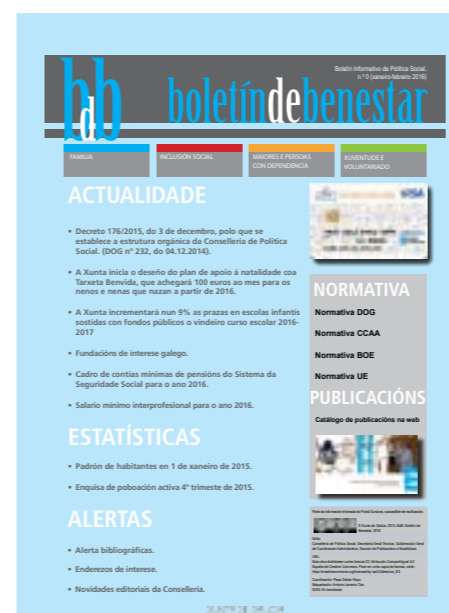 Boletín Informativo de Política Social,
n.º 0 (xaneiro-febreiro 2016)
bdb
boletíndebenestar
FAMILIA
INCLUSIÓN SOCIAL
MAIORES E PERSOAS
CON DEPENDENCIA
XUVENTUDE E
VOLUNTARIADO
ACTUALIDADE
• Decreto 176/2015, do 3 de decembro, polo que se
establece a estrutura orgánica da Consellería de Política
Social. (DOG nº 232, do 04.12.2014).
• A Xunta inicia o deseño do plan de apoio á natalidade coa
Tarxeta Benvida, que achegará 100 euros ao mes para os
nenos e nenas que nazan a partir de 2016.
• A Xunta incrementará nun 9% as prazas en escolas infantís
sostidas con fondos públicos o vindeiro curso escolar 2016-
2017
• Fundacións de interese galego.
• Cadro de contías mínimas de pensións do Sistema da
Seguridade Social para o ano 2016.
• Salario mínimo interprofesional para o ano 2016.
ESTATÍSTICAS
• Padrón de habitantes en 1 de xaneiro de 2015.
• Enquisa de poboación activa 4º trimestre de 2015.
ALERTAS
• Alerta bibliográficas.
• Enderezos de interese.
• Novidades editoriais da Consellería.
NORMATIVA
Normativa DOG
Normativa CCAA
Normativa BOE
Normativa UE
PUBLICACIÓNS
Catálogo de publicacións na web